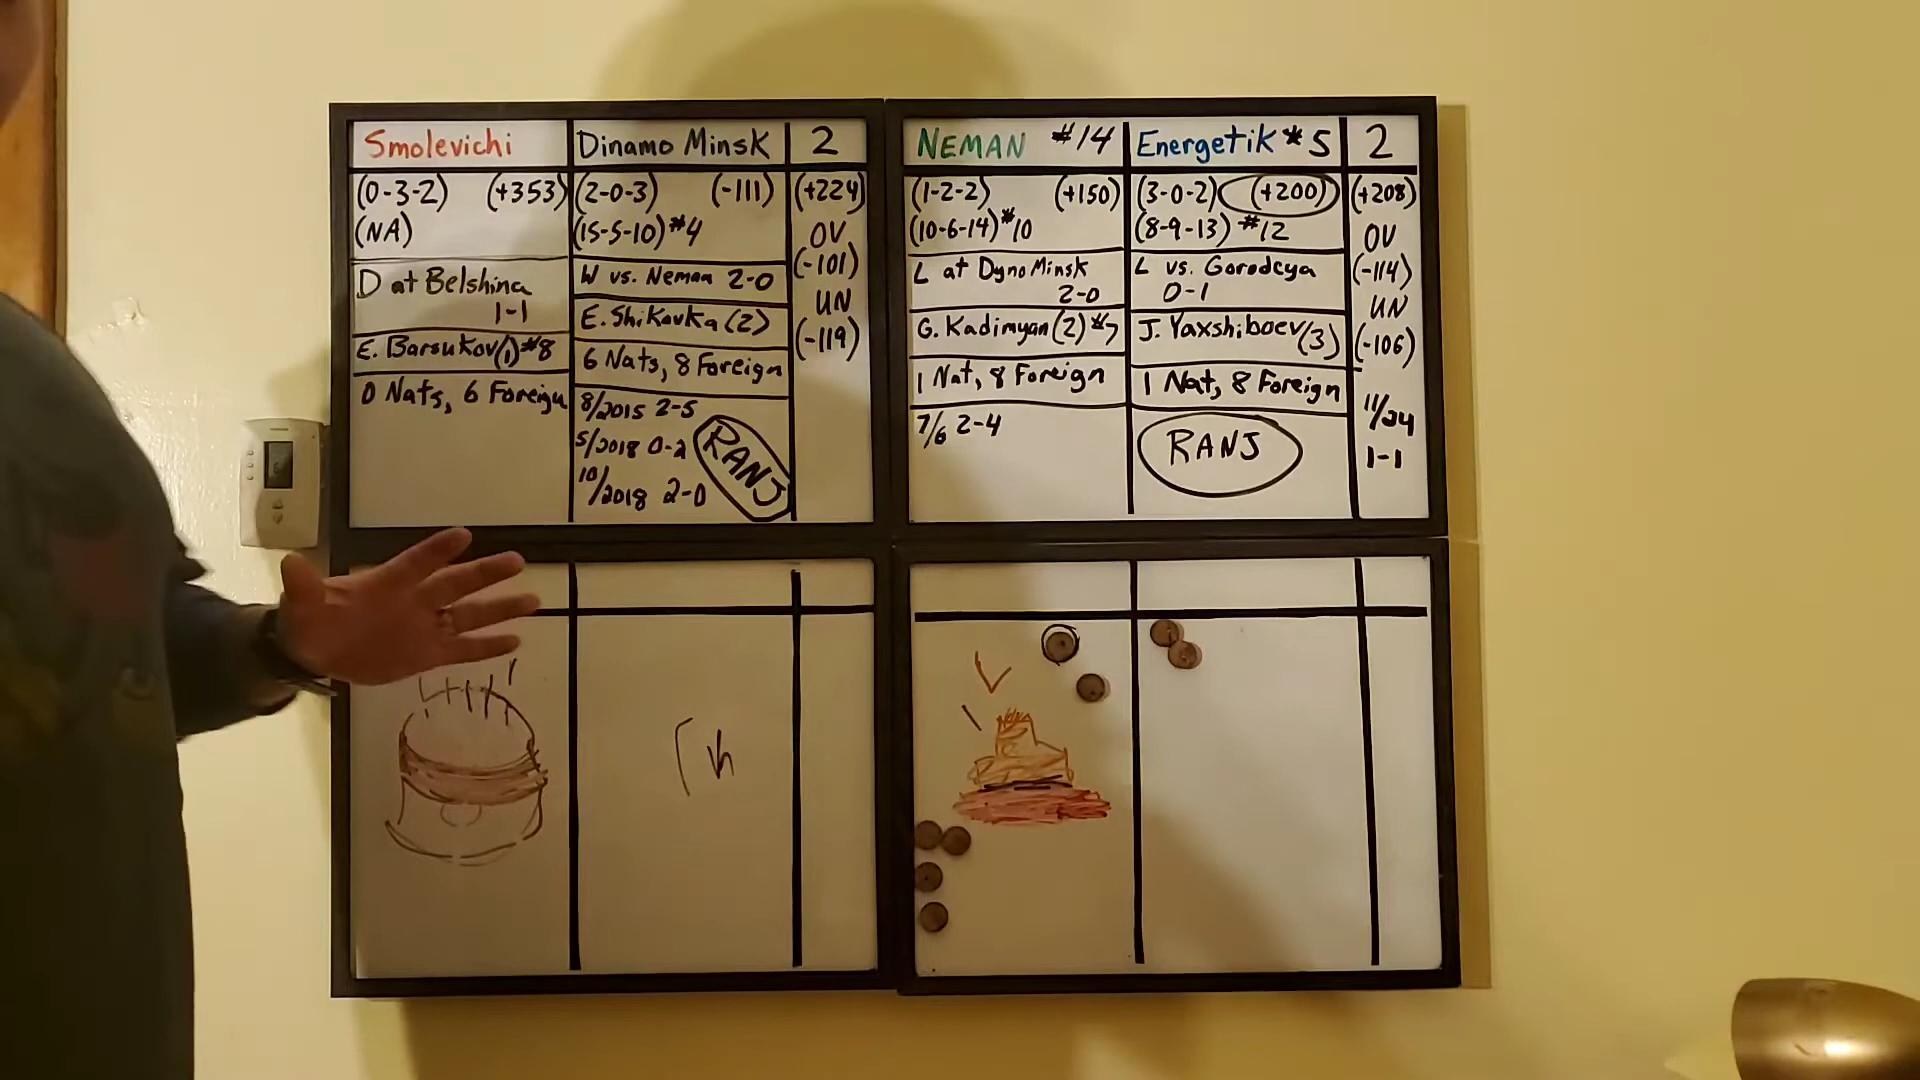 Smolevichi
(0-3-2) (+353)
(NA)
D at Belshina
1-1
E. Barsukov(1)#8
0 Nats, 6 Foreign
Dinamo Minsk
(2-0-3) (-111)
(15-5-10) #4
W vs. Neman 2-0
E. Shikavka (2)
6 Nats, 8 Foreign
8/2015 2-5
5/2018 0-2
10/2018 2-0
RANJ
2
(+224)
OV
(-101)
UN
(-119)
NEMAN #14
(1-2-2) (+150)
(10-6-14) #10
L at Dyno Minsk
2-0
G. Kadimyan (2) #7
1 Nat, 8 Foreign
7/6 2-4
Energetik #5
(3-0-2) (+200)
(8-9-13) #12
L vs. Gorodeya
0-1
J. Yaxshiboev (3)
1 Nat, 8 Foreign
RANJ
2
(+208)
OV
(-114)
UN
(-106)
11/24
1-1